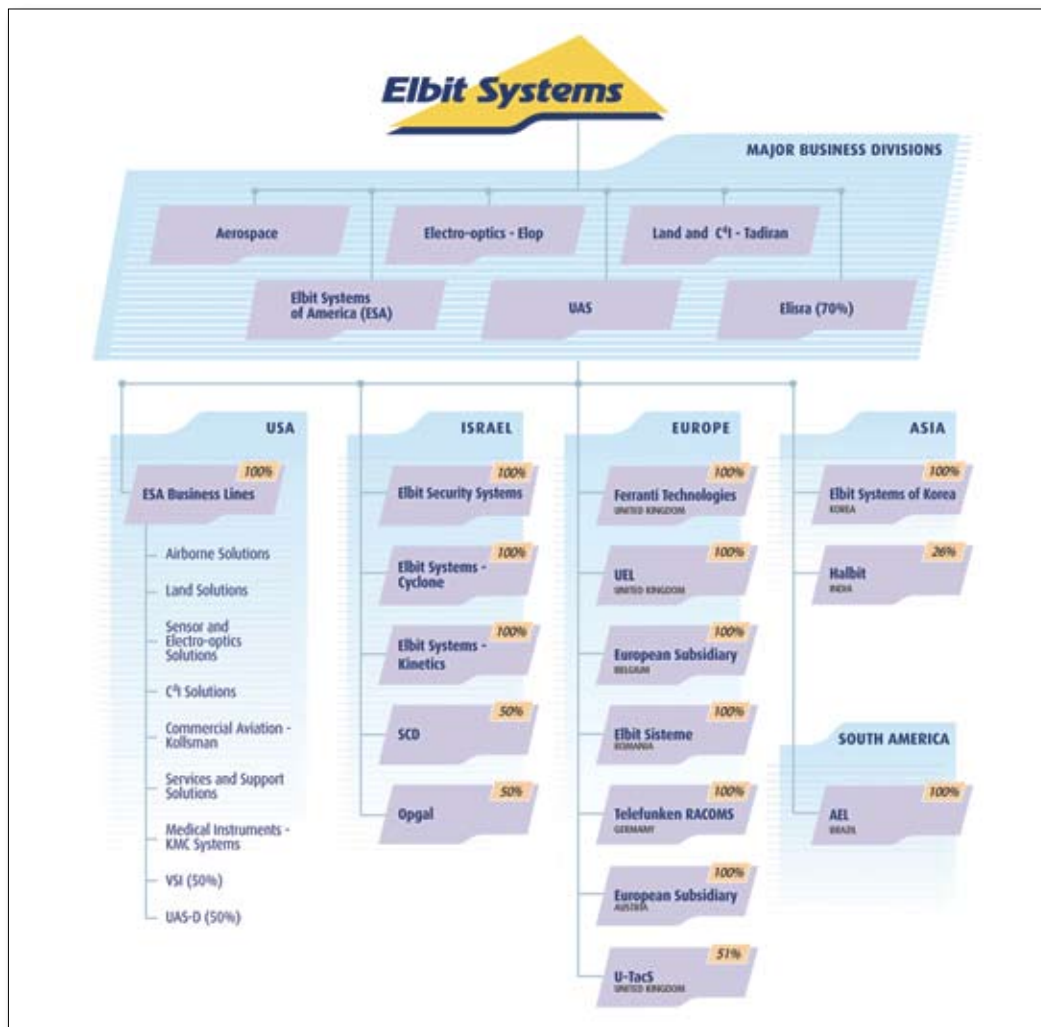 Elbit Systems
MAJOR BUSINESS DIVISIONS
Aerospace
Electro-optics - Elop
Land and C⁴I - Tadiran
Elbit Systems
of America (ESA)
UAS
Elisra (70%)
USA
100%
ESA Business Lines
Airborne Solutions
Land Solutions
Sensor and
Electro-optics
Solutions
C⁴I Solutions
Commercial Aviation -
Kollsman
Services and Support
Solutions
Medical Instruments -
KMC Systems
VSI (50%)
UAS-D (50%)
ISRAEL
100%
Elbit Security Systems
100%
Elbit Systems -
Cyclone
100%
Elbit Systems -
Kinetics
50%
SCD
50%
Opgal
EUROPE
100%
Ferranti Technologies
UNITED KINGDOM
100%
UEL
UNITED KINGDOM
100%
European Subsidiary
BELGIUM
100%
Elbit Sisteme
ROMANIA
100%
Telefunken RACOMS
GERMANY
100%
European Subsidiary
AUSTRIA
51%
U-TacS
UNITED KINGDOM
ASIA
100%
Elbit Systems of Korea
KOREA
26%
Halbit
INDIA
SOUTH AMERICA
100%
AEL
BRAZIL